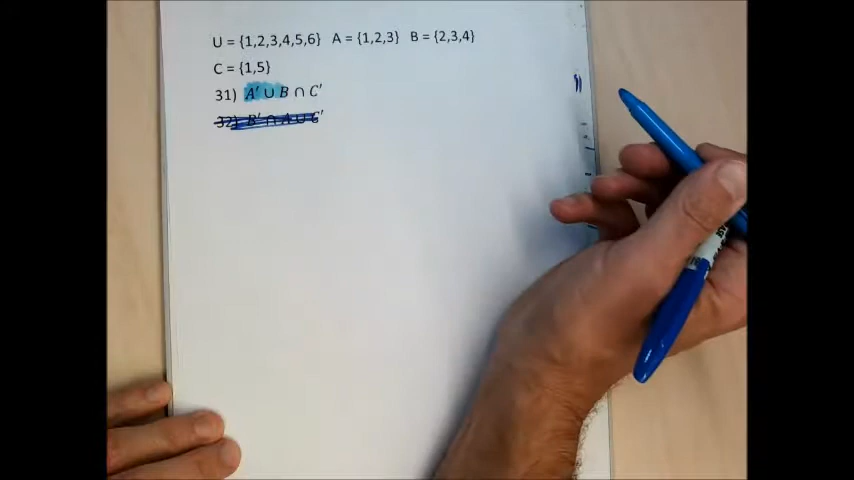 U = {1,2,3,4,5,6} A = {1,2,3} B = {2,3,4}
C = {1,5}
31) A′ ∪ B ∩ C′
32) B′ ∩ A ∪ C′